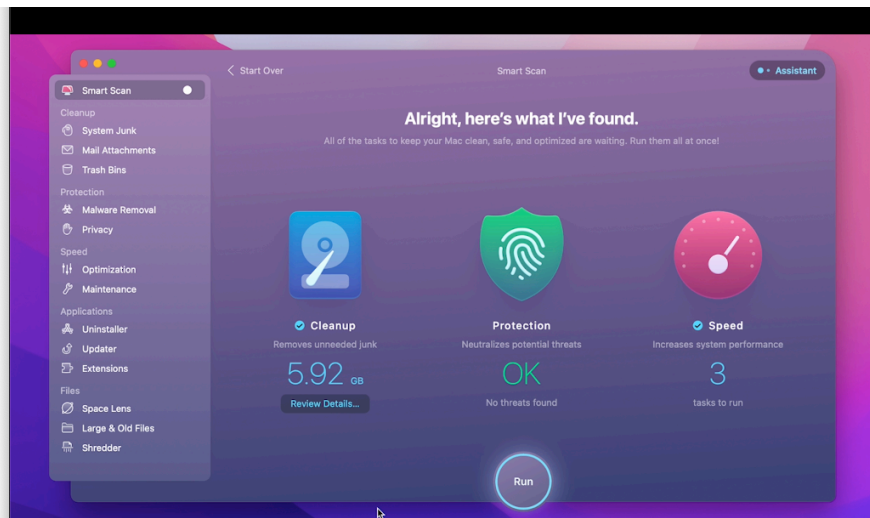 Start Over
Smart Scan
Assistant
Smart Scan
Cleanup
System Junk
Mail Attachments
Trash Bins
Protection
Malware Removal
Privacy
Speed
Optimization
Maintenance
Applications
Uninstaller
Updater
Extensions
Files
Space Lens
Large & Old Files
Shredder
Alright, here's what I've found.
All of the tasks to keep your Mac clean, safe, and optimized are waiting. Run them all at once!
Cleanup
Removes unneeded junk
5.92 GB
Review Details...
Protection
Neutralizes potential threats
OK
No threats found
Speed
Increases system performance
3
tasks to run
Run